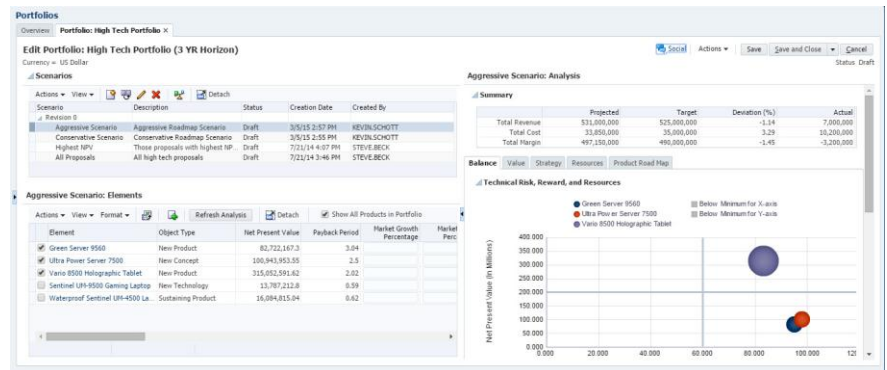 Portfolios
Overview Portfolio: High Tech Portfolio ×
Edit Portfolio: High Tech Portfolio (3 YR Horizon)
Social Actions Save Save and Close Cancel
Currency = US Dollar
Status Draft
Scenarios
Actions View Detach
Scenario Description Status Creation Date Created By
Revision 0
Aggressive Scenario Aggressive Roadmap Scenario Draft 3/5/15 2:57 PM KEVIN.SCHOTT
Conservative Scenario Conservative Roadmap Scenario Draft 3/5/15 2:55 PM KEVIN.SCHOTT
Highest NPV Those proposals with highest NP... Draft 7/21/14 4:07 PM STEVE.BECK
All Proposals All high tech proposals Draft 7/21/14 3:46 PM STEVE.BECK
Aggressive Scenario: Elements
Actions View Format Refresh Analysis Detach Show All Products in Portfolio
Element Object Type Net Present Value Payback Period Market Growth Percentage Market Perc
Green Server 9560 New Product 82,722,167.3 3.04
Ultra Power Server 7500 New Concept 100,943,953.55 2.5
Vario 8500 Holographic Tablet New Product 315,052,591.62 2.02
Sentinel UM-9500 Gaming Laptop New Technology 13,787,212.8 0.59
Waterproof Sentinel UM-4500 La... Sustaining Product 16,084,815.04 0.62
Aggressive Scenario: Analysis
Summary
Projected Target Deviation (%) Actual
Total Revenue 531,000,000 525,000,000 -1.14 7,000,000
Total Cost 33,850,000 35,000,000 3.29 10,200,000
Total Margin 497,150,000 490,000,000 -1.45 -3,200,000
Balance Value Strategy Resources Product Road Map
Technical Risk, Reward, and Resources
Green Server 9560 Below Minimum for X-axis
Ultra Power Server 7500 Below Minimum for Y-axis
Vario 8500 Holographic Tablet
Net Present Value (In Millions)
400.000
350.000
300.000
250.000
200.000
150.000
100.000
50.000
0.000 20.000 40.000 60.000 80.000 100.000 12